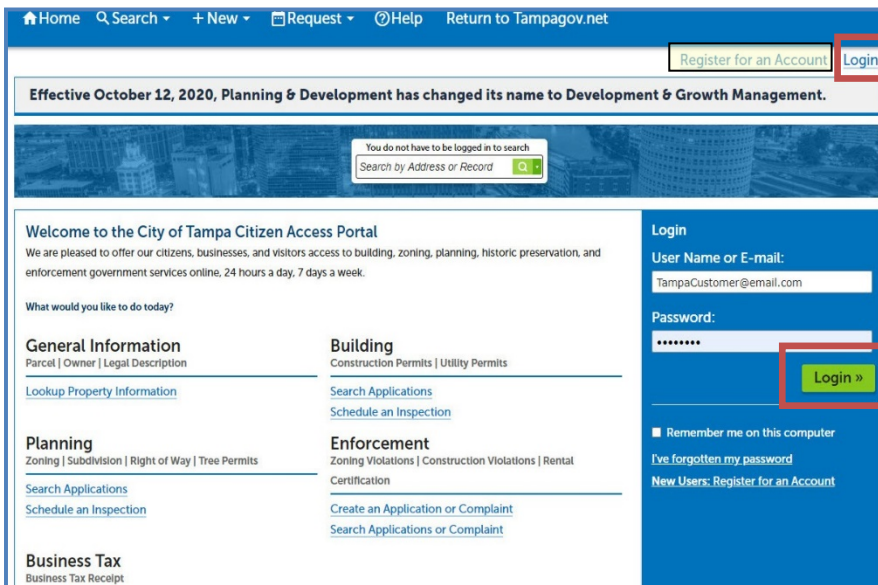 Home Search + New Request Help Return to Tampagov.net
Register for an Account Login
Effective October 12, 2020, Planning & Development has changed its name to Development & Growth Management.
You do not have to be logged in to search
Search by Address or Record
Welcome to the City of Tampa Citizen Access Portal
We are pleased to offer our citizens, businesses, and visitors access to building, zoning, planning, historic preservation, and
enforcement government services online, 24 hours a day, 7 days a week.
What would you like to do today?
General Information
Parcel | Owner | Legal Description
Lookup Property Information
Building
Construction Permits | Utility Permits
Search Applications
Schedule an Inspection
Planning
Zoning | Subdivision | Right of Way | Tree Permits
Search Applications
Schedule an Inspection
Enforcement
Zoning Violations | Construction Violations | Rental
Certification
Create an Application or Complaint
Search Applications or Complaint
Business Tax
Business Tax Receipt
Login
User Name or E-mail:
TampaCustomer@email.com
Password:
••••••••
Login »
Remember me on this computer
I've forgotten my password
New Users: Register for an Account